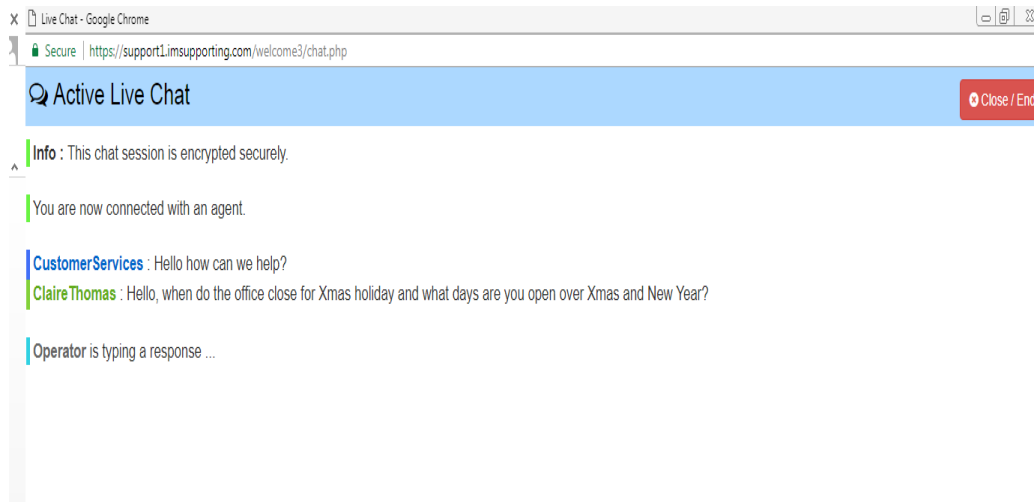 Live Chat - Google Chrome
Secure | https://support1.imsupporting.com/welcome3/chat.php
Active Live Chat
Close / End
Info : This chat session is encrypted securely.
You are now connected with an agent.
CustomerServices : Hello how can we help?
ClaireThomas : Hello, when do the office close for Xmas holiday and what days are you open over Xmas and New Year?
Operator is typing a response ...